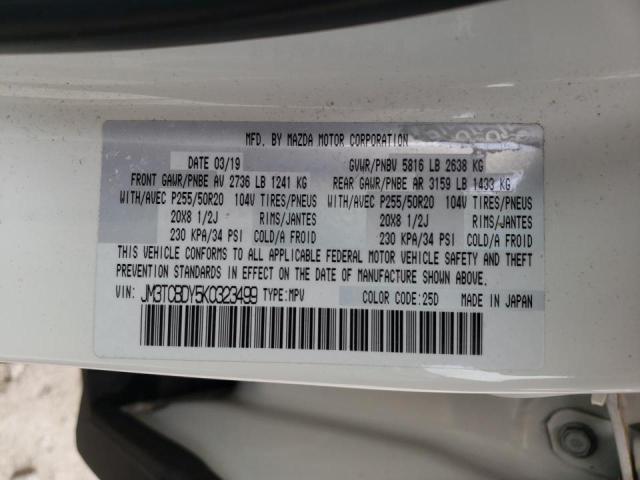 MFD. BY MAZDA MOTOR CORPORATION
DATE 03/19 GVWR/PNBV 5816 LB 2638 KG
FRONT GAWR/PNBE AV 2736 LB 1241 KG REAR GAWR/PNBE AR 3159 LB 1433 KG
WITH/AVEC P255/50R20 104V TIRES/PNEUS WITH/AVEC P255/50R20 104V TIRES/PNEUS
20X8 1/2J RIMS/JANTES 20X8 1/2J RIMS/JANTES
230 KPA/34 PSI COLD/A FROID 230 KPA/34 PSI COLD/A FROID
THIS VEHICLE CONFORMS TO ALL APPLICABLE FEDERAL MOTOR VEHICLE SAFETY AND THEFT
PREVENTION STANDARDS IN EFFECT ON THE DATE OF MANUFACTURE SHOWN ABOVE.
VIN: JM3TCBDY5K0323499 TYPE:MPV COLOR CODE:25D MADE IN JAPAN